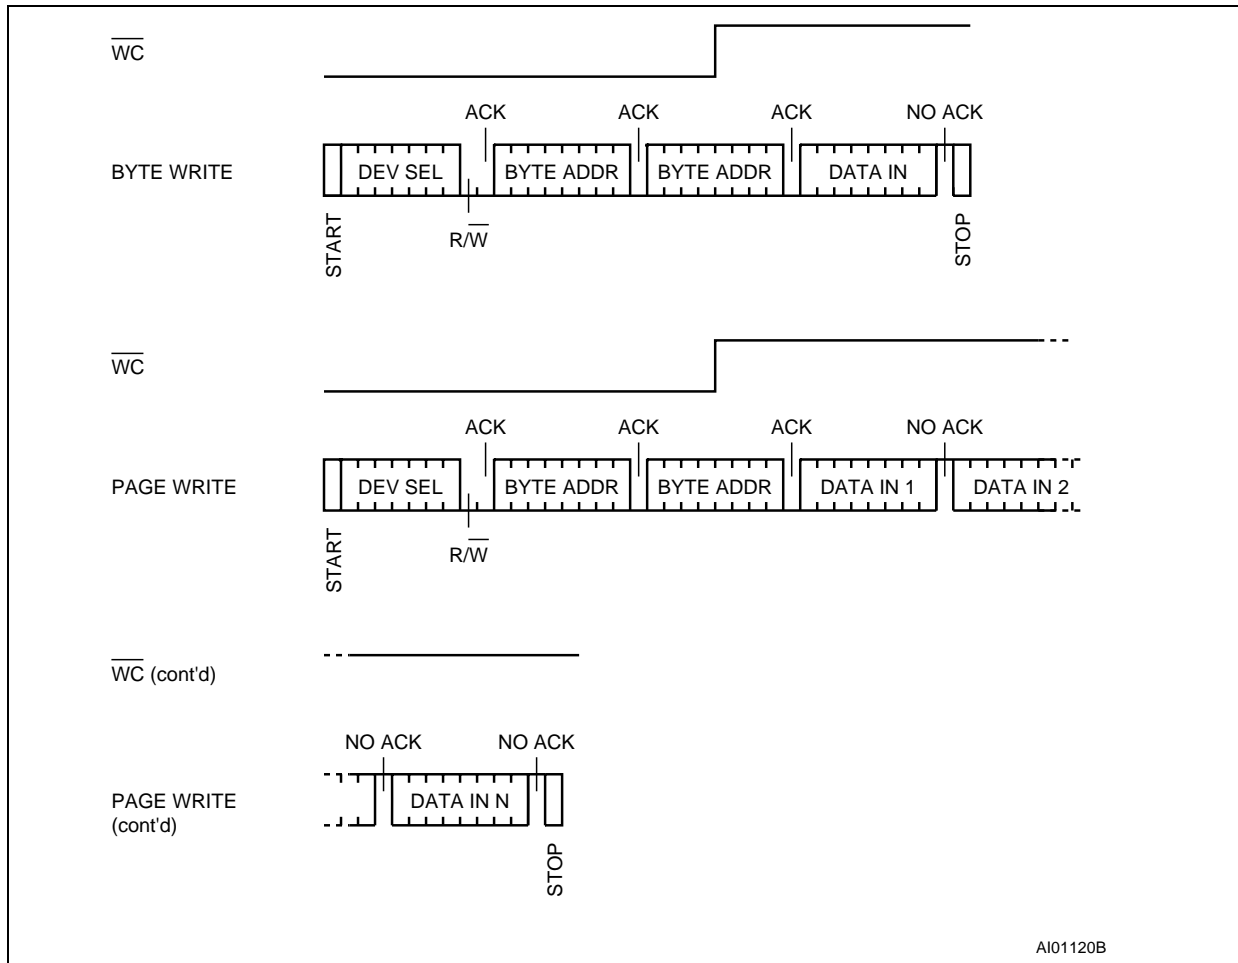 WC
ACK ACK ACK NO ACK
BYTE WRITE DEV SEL BYTE ADDR BYTE ADDR DATA IN
START R/W STOP
WC
ACK ACK ACK NO ACK
PAGE WRITE DEV SEL BYTE ADDR BYTE ADDR DATA IN 1 DATA IN 2
START R/W
WC (cont'd)
NO ACK NO ACK
PAGE WRITE DATA IN N
(cont'd)
STOP
AI01120B